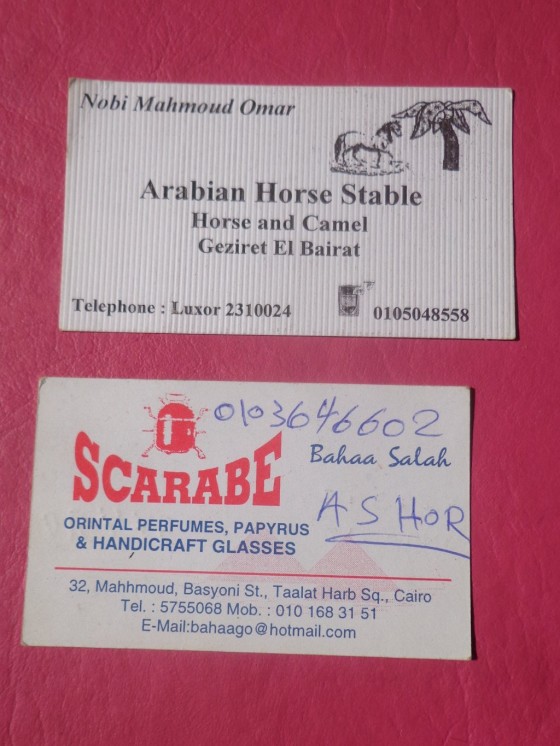 Nobi Mahmoud Omar
Arabian Horse Stable
Horse and Camel
Geziret El Bairat
Telephone : Luxor 2310024
0105048558
0103646602
SCARABE
Bahaa Salah
ASHOR
ORINTAL PERFUMES, PAPYRUS
& HANDICRAFT GLASSES
32, Mahhmoud, Basyoni St., Taalat Harb Sq., Cairo
Tel. : 5755068 Mob. : 010 168 31 51
E-Mail:bahaago@hotmail.com